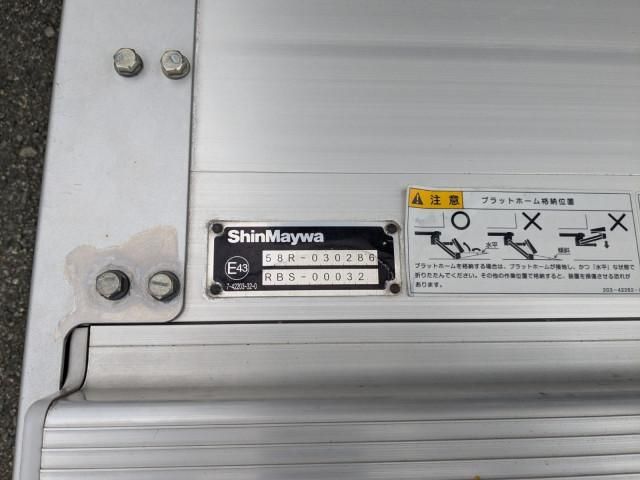 ShinMaywa
E43
58R-030286
RBS-00032
7-42203-32-0
注意
プラットホーム格納位置
水平
傾斜
プラットホームを格納する場合は、プラットホームが接地し、かつ「水平」な状態で
折りたたんでください。その他の作業位置で格納すると、装置を損傷させる恐れが
あります。